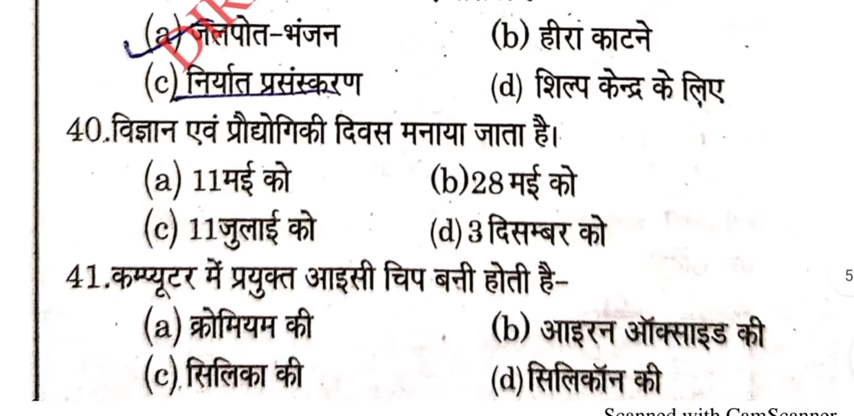 (a) जलपोत-भंजन (b) हीरा काटने
(c) निर्यात प्रसंस्करण (d) शिल्प केन्द्र के लिए
40.विज्ञान एवं प्रौद्योगिकी दिवस मनाया जाता है।
(a) 11मई को (b)28 मई को
(c) 11जुलाई को (d) 3 दिसम्बर को
41.कम्प्यूटर में प्रयुक्त आइसी चिप बनी होती है-
(a) क्रोमियम की (b) आइरन ऑक्साइड की
(c) सिलिका की (d) सिलिकॉन की
5
Scanned with CamScanner